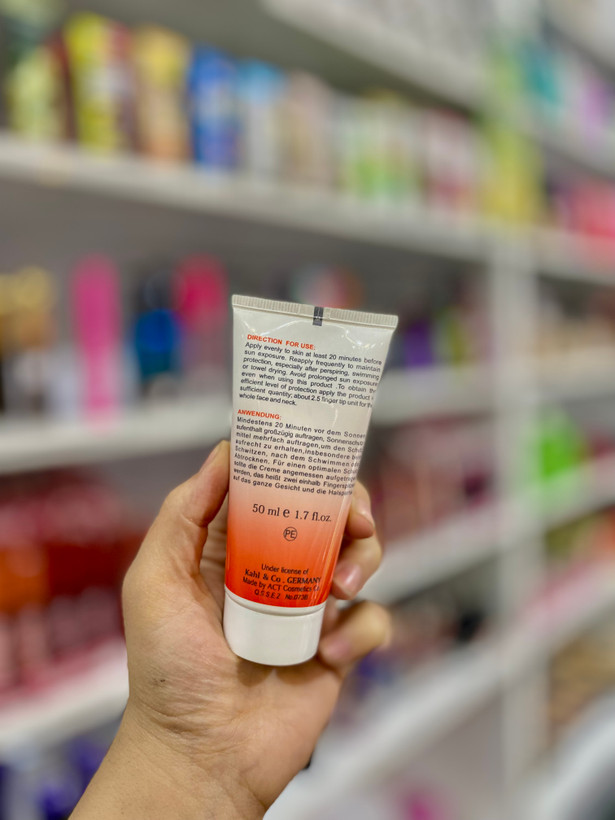 DIRECTION FOR USE:
Apply evenly to skin at least 20 minutes before
sun exposure. Reapply frequently to maintain
protection, especially after perspiring, swimming
or towel drying. Avoid prolonged sun exposure
even when using this product .To obtain the
efficient level of protection apply the product
sufficient quantity; about 2.5 finger tip unit for the
whole face and neck.
ANWENDUNG:
Mindestens 20 Minuten vor dem Sonnen
aufenthalt großzügig auftragen, Sonnenschutz
mittel mehrfach auftragen,um den Schutz
aufrecht zu erhalten,insbesondere
Schwitzen, nach dem Schwimmen
Abtrocknen. Für einen optimalen
sollte die Creme angemessen
werden, das heißt zwei einhalb
auf das ganze Gesicht und die
50 ml e 1.7 fl.oz.
PE
Under license of
Kahl & Co . GERMANY
Made by ACT Cosmetics Co.